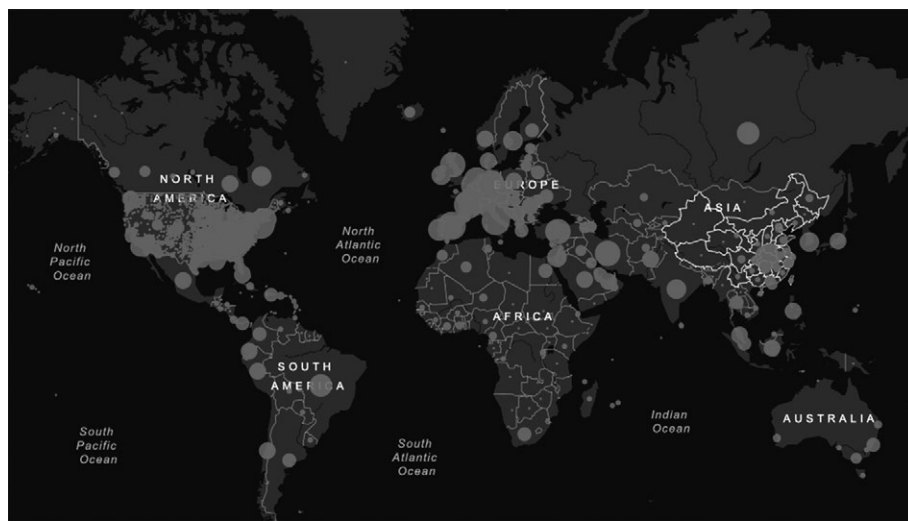 NORTH
AMERICA
EUROPE
ASIA
North
Pacific
Ocean
North
Atlantic
Ocean
AFRICA
SOUTH
AMERICA
Indian
Ocean
AUSTRALIA
South
Pacific
Ocean
South
Atlantic
Ocean